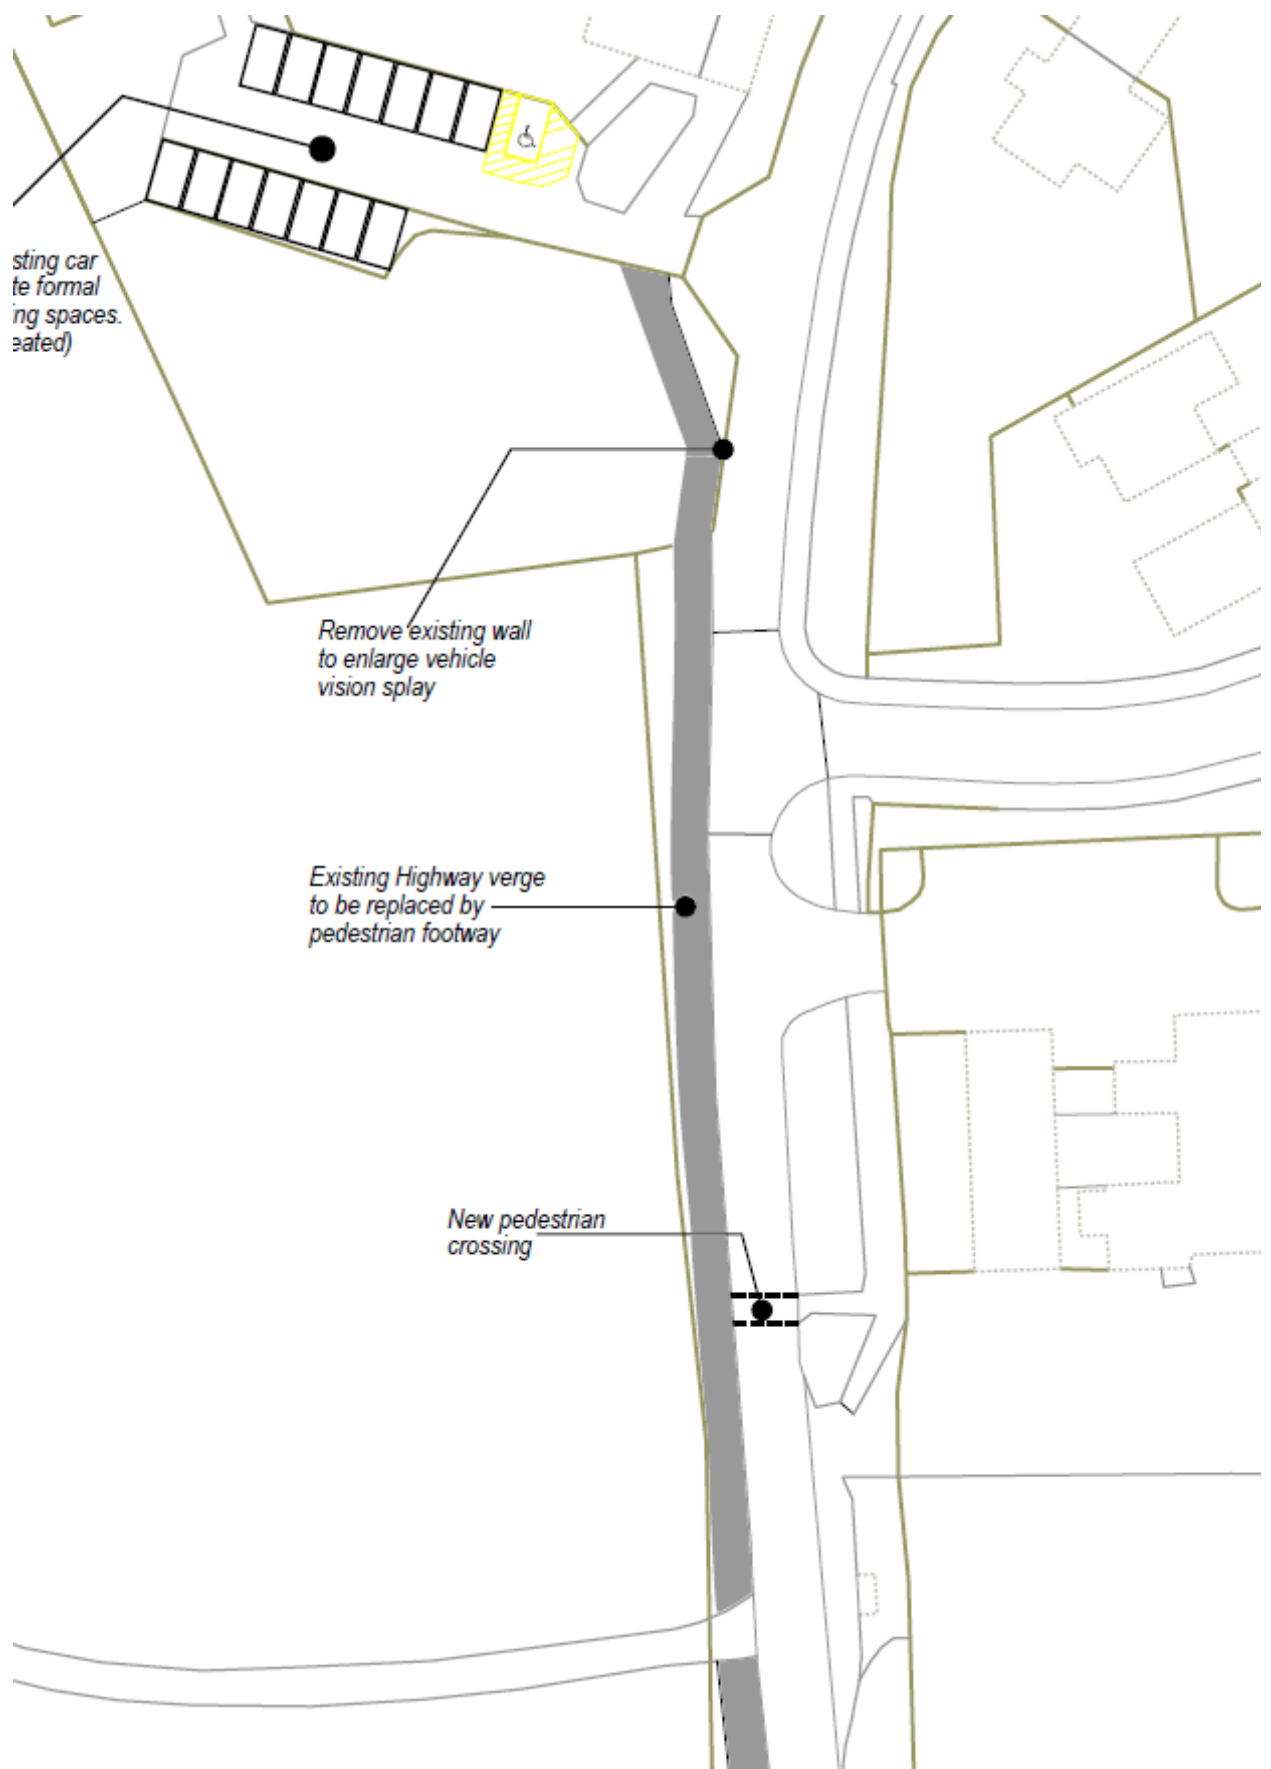 sting car
te formal
ing spaces.
eated)
Remove existing wall
to enlarge vehicle
vision splay
Existing Highway verge
to be replaced by
pedestrian footway
New pedestrian
crossing